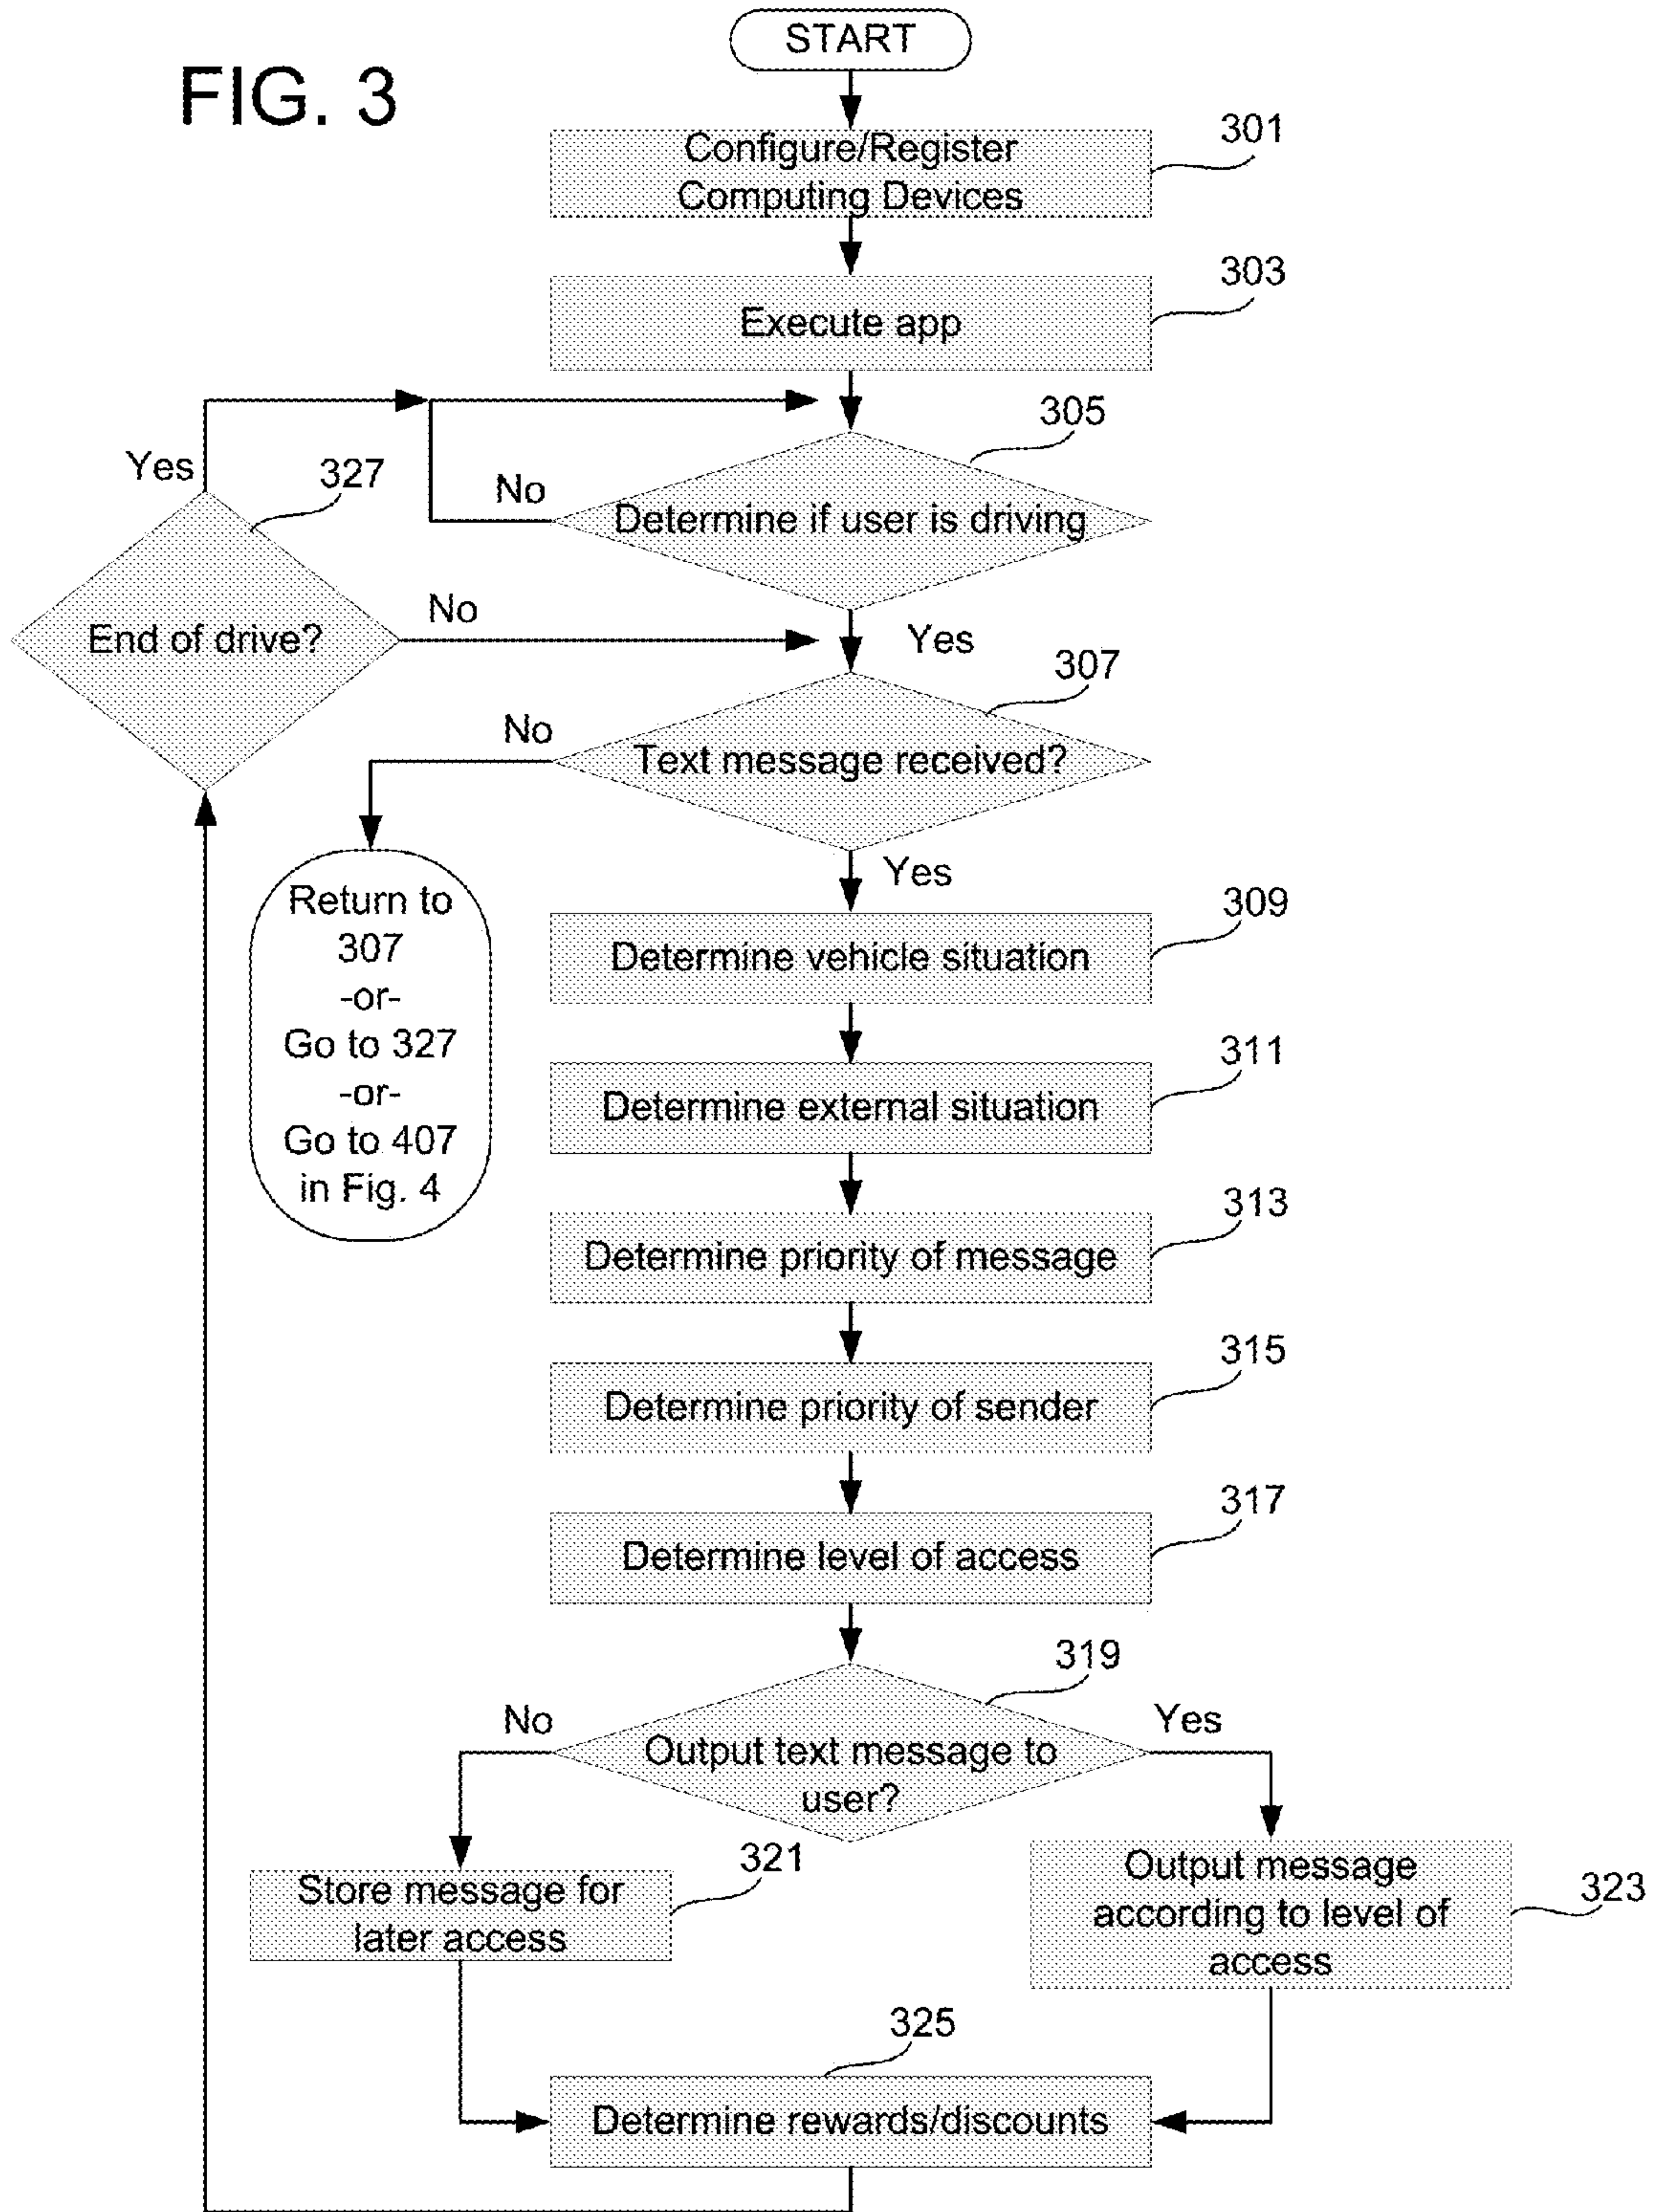 FIG. 3
START
Configure/Register
Computing Devices
301
Execute app
303
305
Determine if user is driving
No
Yes
327
End of drive?
Yes
No
307
Text message received?
No
Yes
Return to
307
-or-
Go to 327
-or-
Go to 407
in Fig. 4
Determine vehicle situation
309
Determine external situation
311
Determine priority of message
313
Determine priority of sender
315
Determine level of access
317
319
Output text message to
user?
No
Yes
Store message for
later access
321
Output message
according to level of
access
323
325
Determine rewards/discounts